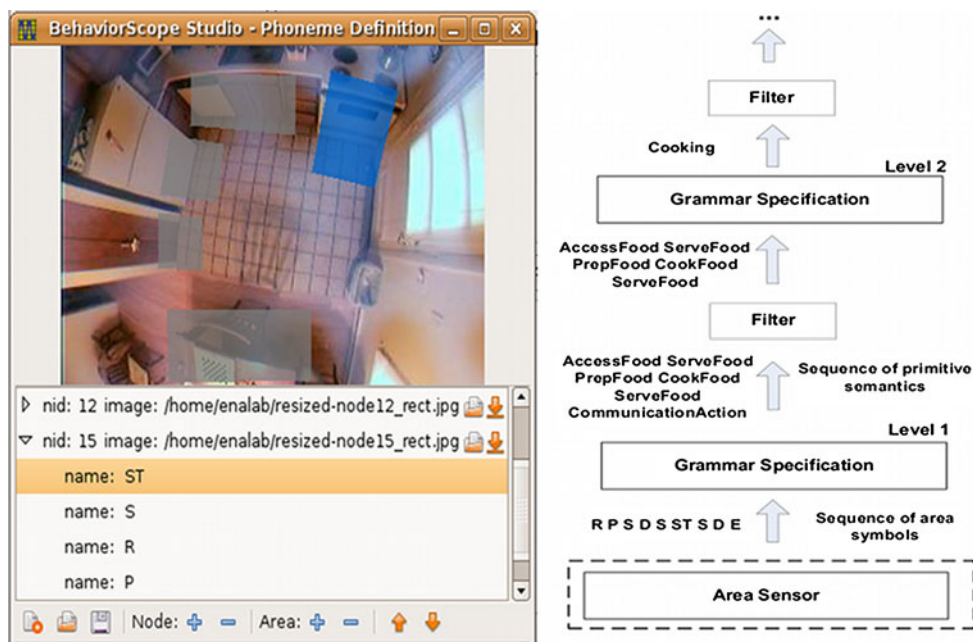 BehaviorScope Studio - Phoneme Definition
nid: 12 image: /home/enalab/resized-node12_rect.jpg
nid: 15 image: /home/enalab/resized-node15_rect.jpg
name: ST
name: S
name: R
name: P
Node:
Area:
...
Filter
Cooking
Level 2
Grammar Specification
AccessFood ServeFood
PrepFood CookFood
ServeFood
Filter
AccessFood ServeFood
PrepFood CookFood
ServeFood
CommunicationAction
Sequence of primitive
semantics
Level 1
Grammar Specification
R P S D S ST S D E
Sequence of area
symbols
Area Sensor